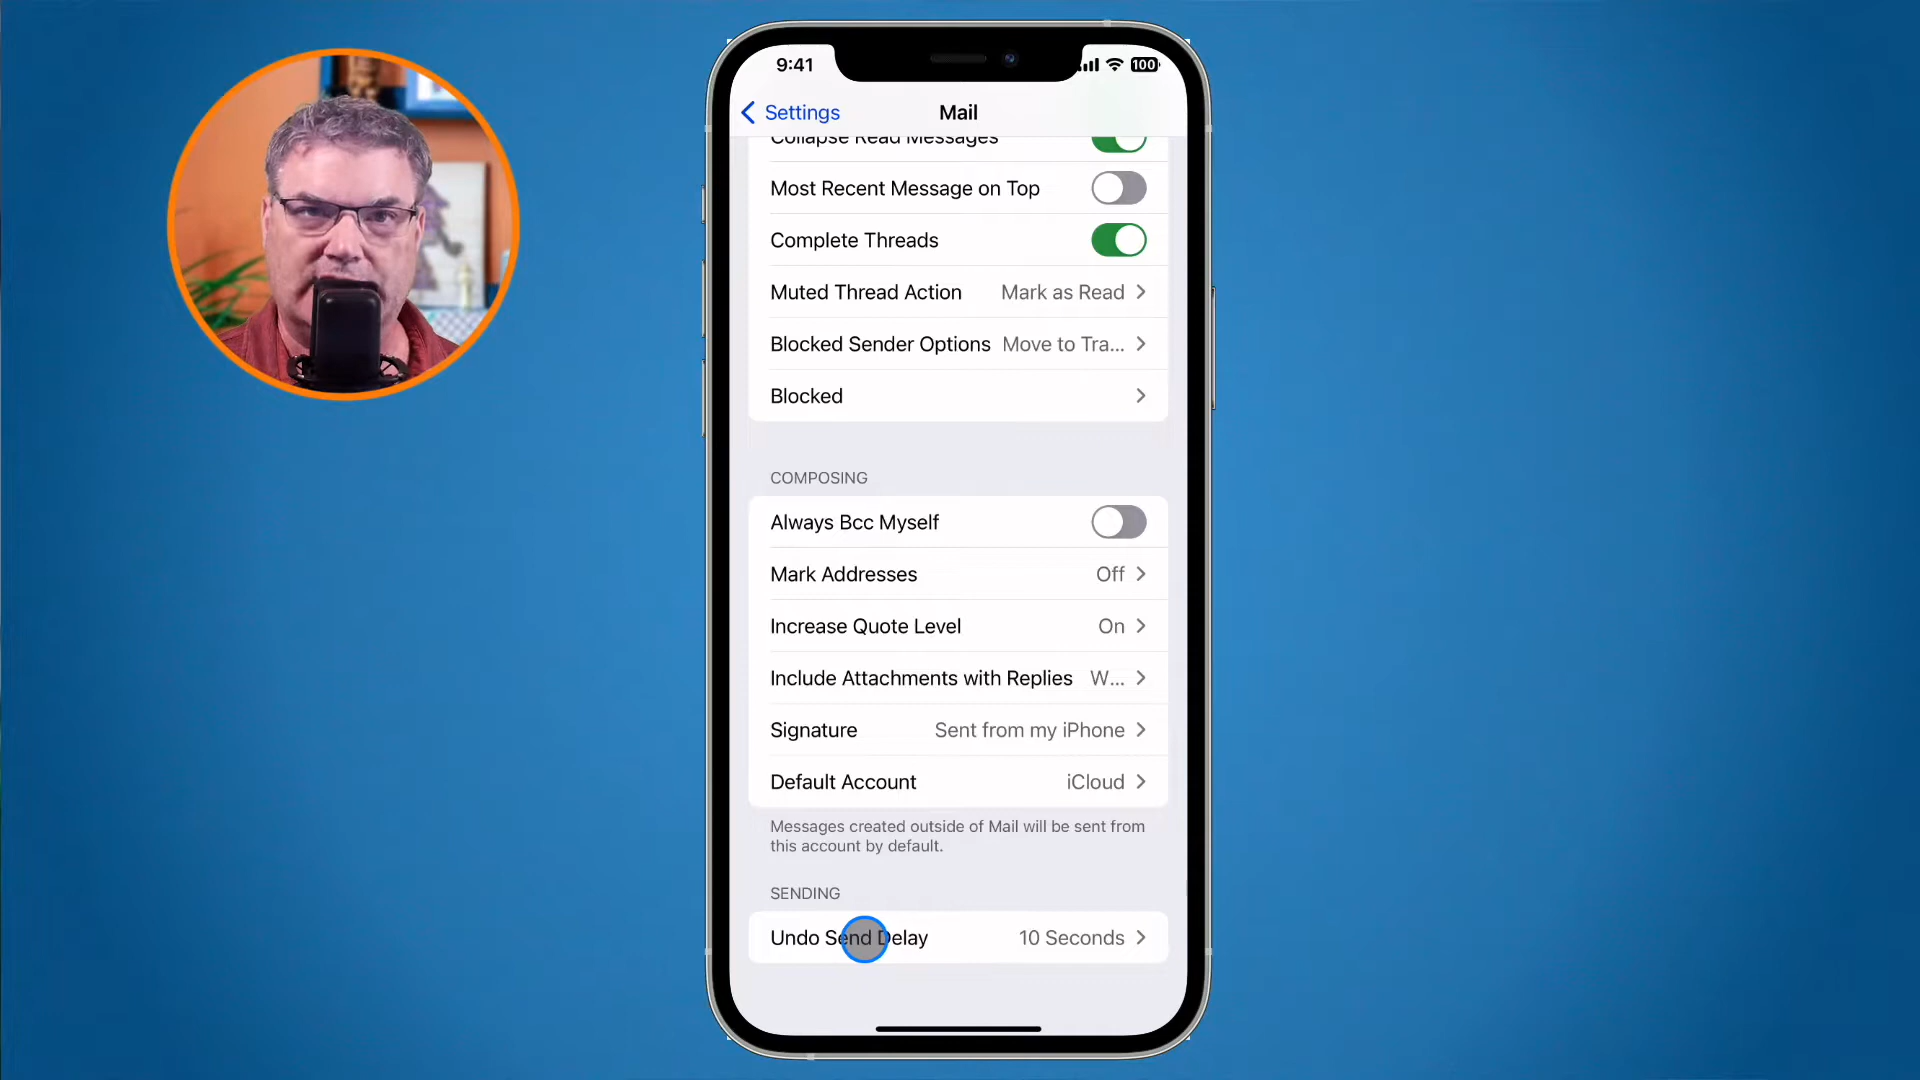 9:41
100
Settings
Mail
Collapse Read Messages
Most Recent Message on Top
Complete Threads
Muted Thread Action Mark as Read
Blocked Sender Options Move to Tra...
Blocked
COMPOSING
Always Bcc Myself
Mark Addresses Off
Increase Quote Level On
Include Attachments with Replies W...
Signature Sent from my iPhone
Default Account iCloud
Messages created outside of Mail will be sent from
this account by default.
SENDING
Undo Send Delay 10 Seconds